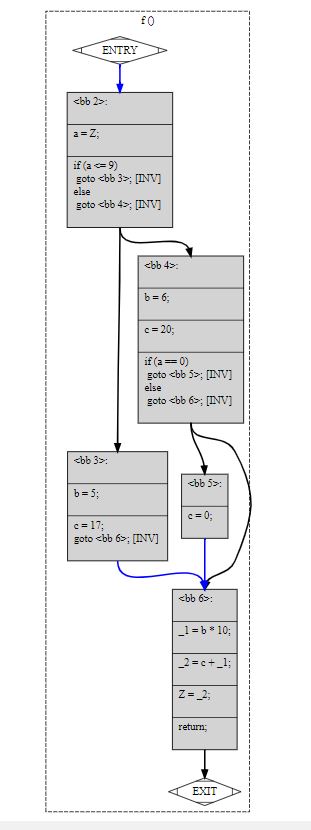 f ()
ENTRY
<bb 2>:
a = Z;
if (a <= 9)
goto <bb 3>; [INV]
else
goto <bb 4>; [INV]
<bb 4>:
b = 6;
c = 20;
if (a == 0)
goto <bb 5>; [INV]
else
goto <bb 6>; [INV]
<bb 3>:
b = 5;
c = 17;
goto <bb 6>; [INV]
<bb 5>:
c = 0;
<bb 6>:
_1 = b * 10;
_2 = c + _1;
Z = _2;
return;
EXIT